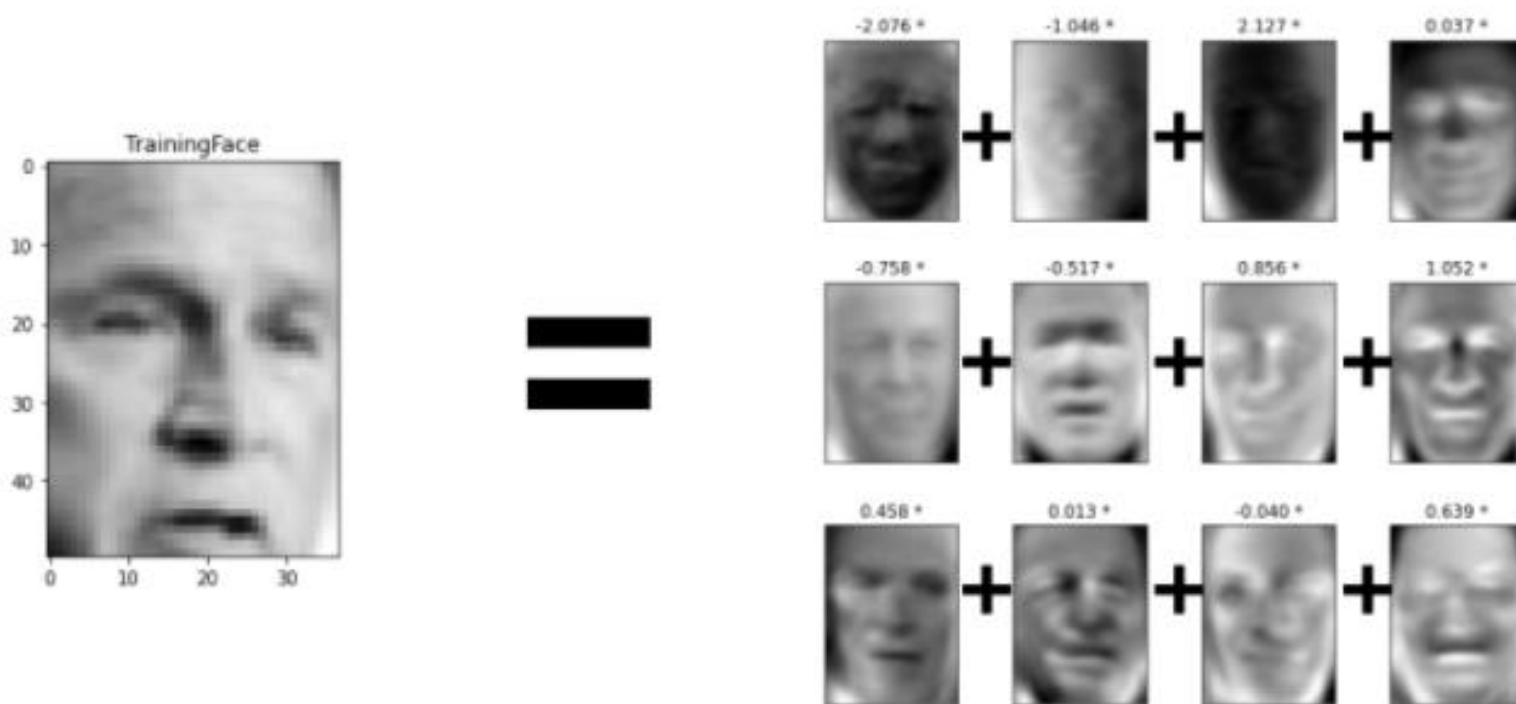 TrainingFace
0
10
20
30
40
0 10 20 30
-2.076 * -1.046 * 2.127 * 0.037 *
+ + +
-0.758 * -0.517 * 0.856 * 1.052 *
+ + +
0.458 * 0.013 * -0.040 * 0.639 *
+ + +
=